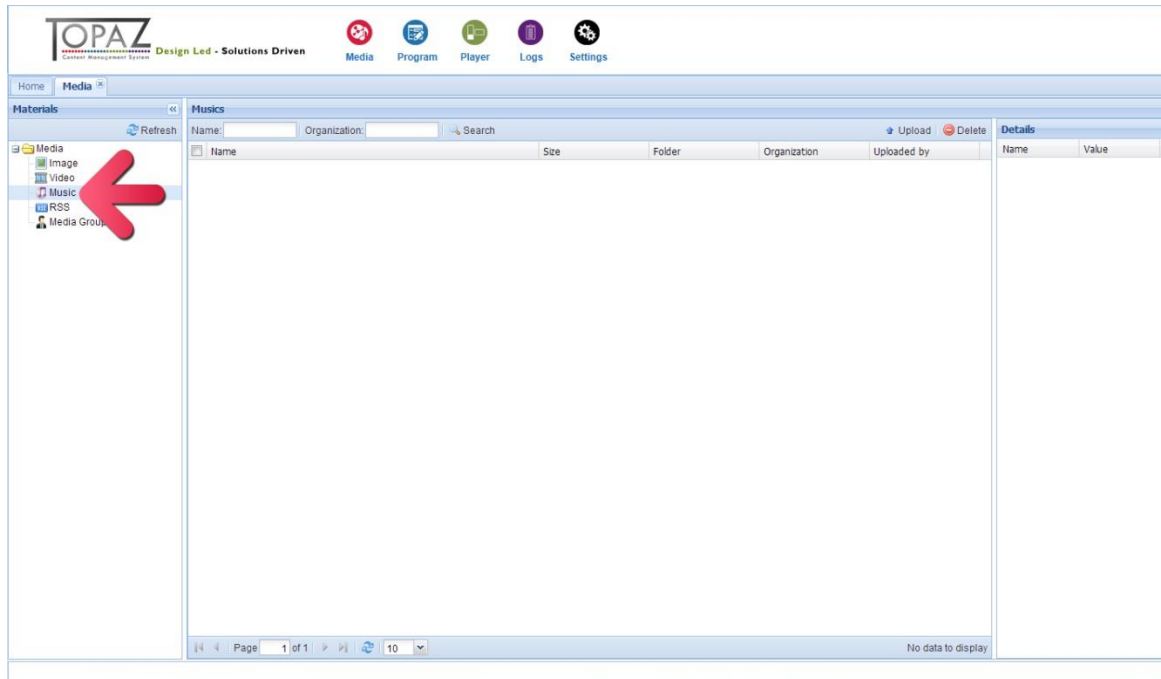 TOPAZ
Content Management System
Design Led - Solutions Driven
Media Program Player Logs Settings
Home Media
Materials
Refresh
Media
Image
Video
Music
RSS
Media Group
Musics
Name: Organization: Search Upload Delete
Name Size Folder Organization Uploaded by
Page 1 of 1 10 No data to display
Details
Name Value